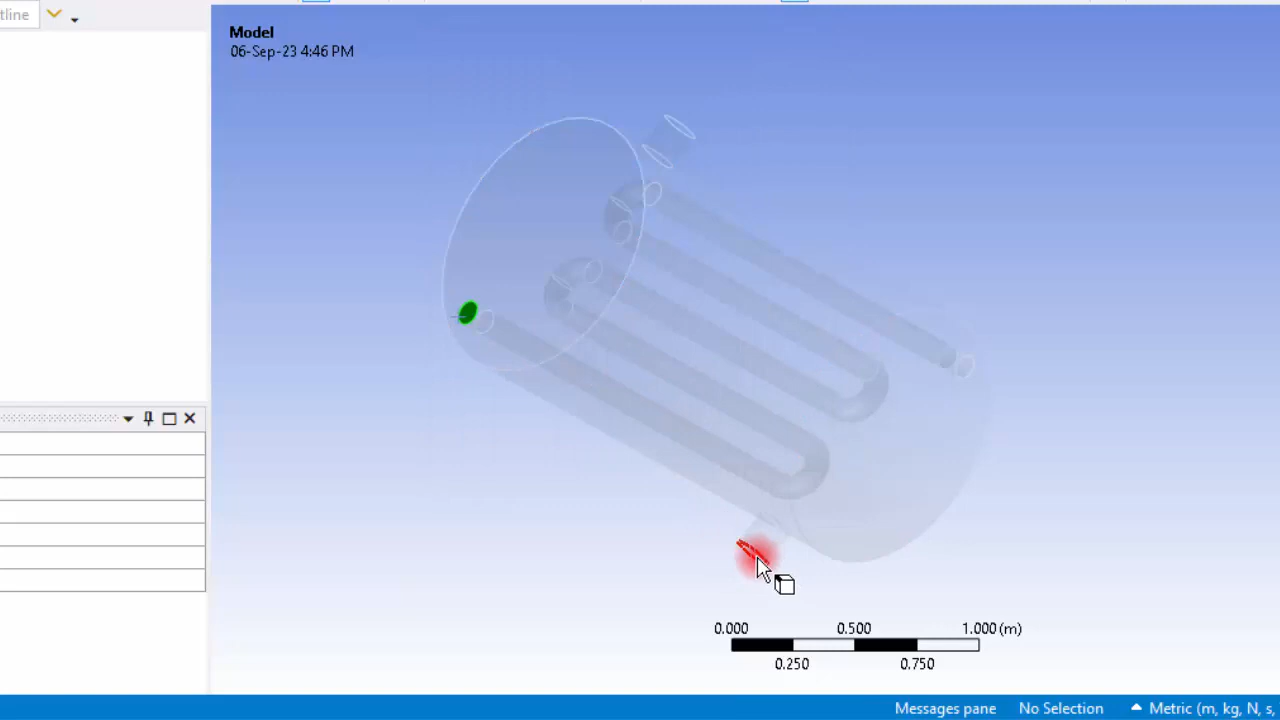 tline
Model
06-Sep-23 4:46 PM
0.000 0.500 1.000 (m)
0.250 0.750
Messages pane No Selection Metric (m, kg, N, s,